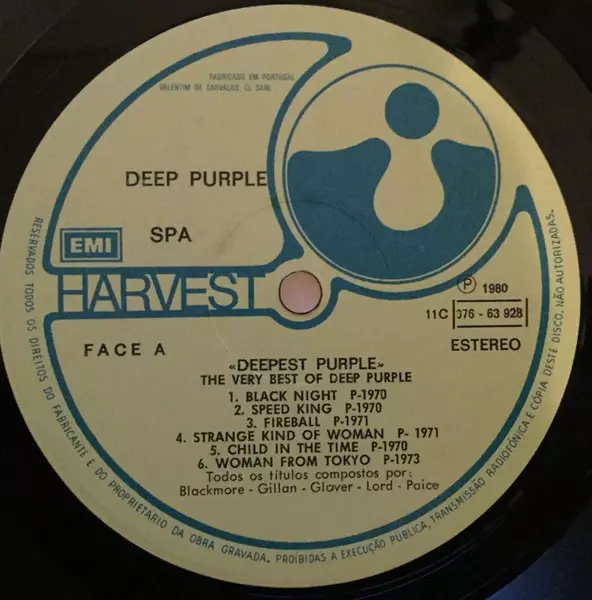 FABRICADO EM PORTUGAL
VALENTIM DE CARVALHO, CI, SARL
DEEP PURPLE
EMI
SPA
HARVEST
P 1980
11C 076 - 63 928
FACE A
ESTEREO
«DEEPEST PURPLE»
THE VERY BEST OF DEEP PURPLE
1. BLACK NIGHT P-1970
2. SPEED KING P-1970
3. FIREBALL P-1971
4. STRANGE KIND OF WOMAN P- 1971
5. CHILD IN THE TIME P-1970
6. WOMAN FROM TOKYO P-1973
Todos os títulos compostos por:
Blackmore - Gillan - Glover - Lord - Paice
RESERVADOS TODOS OS DIREITOS DO FABRICANTE E DO PROPRIETARIO DA OBRA GRAVADA. PROIBIDAS A EXECUÇÃO PUBLICA, TRANSMISSÃO RADIOFÓNICA E CÓPIA DESTE DISCO, NÃO AUTORIZADAS.